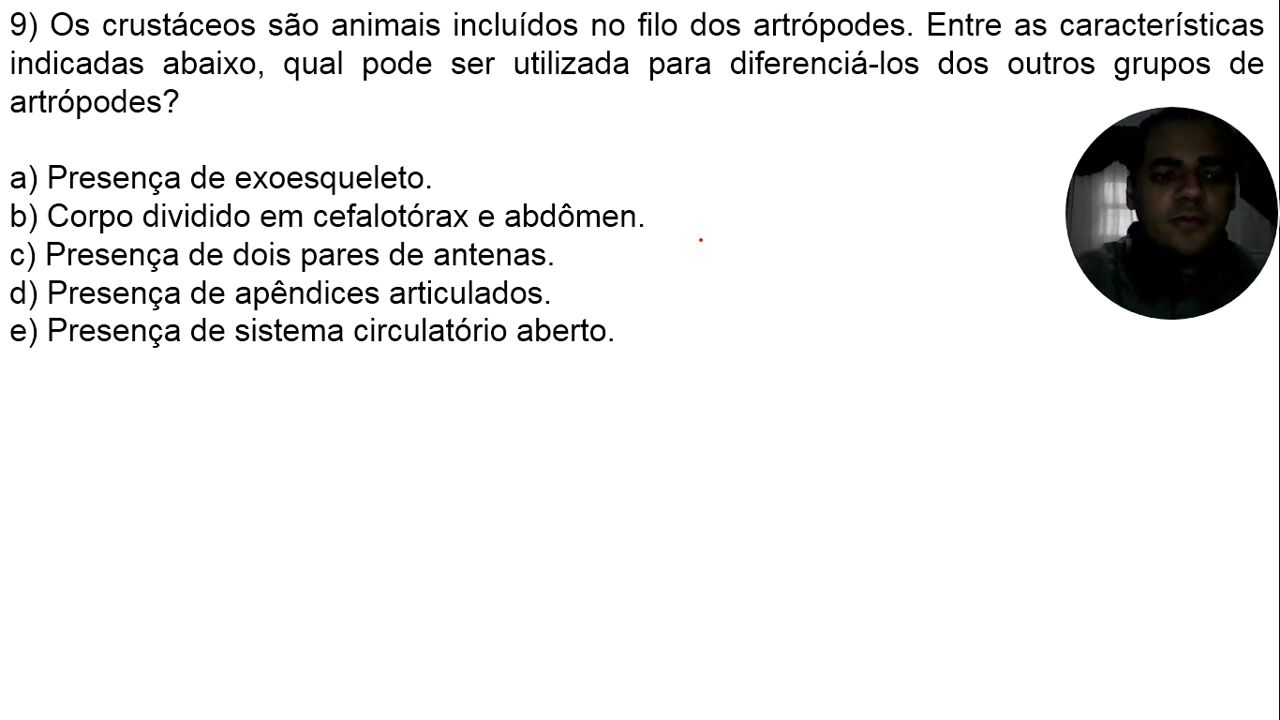 9) Os crustáceos são animais incluídos no filo dos artrópodes. Entre as características
indicadas abaixo, qual pode ser utilizada para diferenciá-los dos outros grupos de
artrópodes?
a) Presença de exoesqueleto.
b) Corpo dividido em cefalotórax e abdômen.
c) Presença de dois pares de antenas.
d) Presença de apêndices articulados.
e) Presença de sistema circulatório aberto.